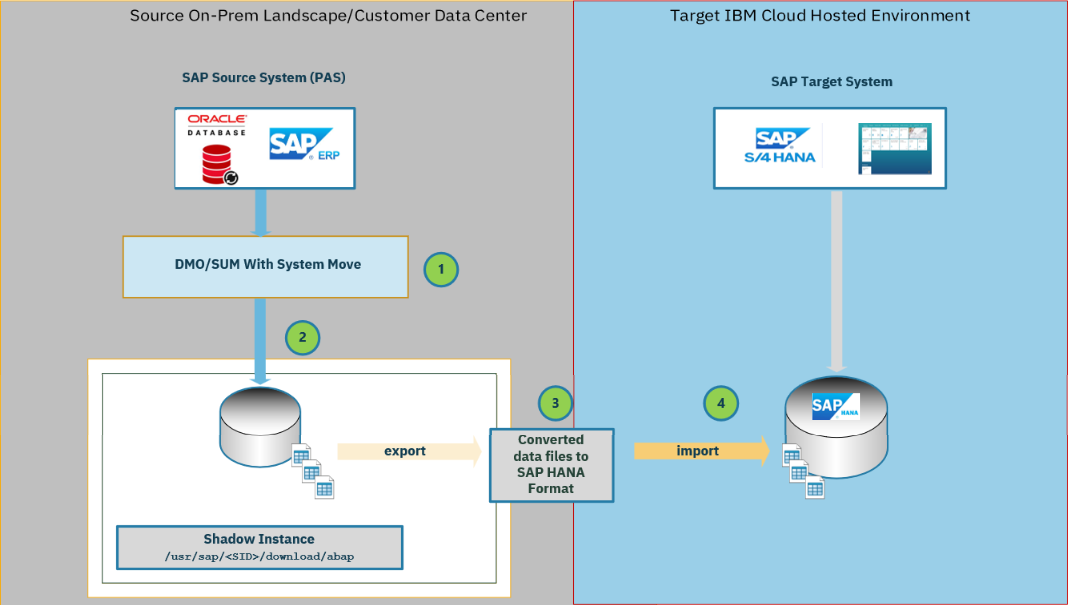 Source On-Prem Landscape/Customer Data Center
Target IBM Cloud Hosted Environment
SAP Source System (PAS)
SAP Target System
ORACLE®
DATABASE
SAP® ERP
SAP®
S/4 HANA
DMO/SUM With System Move
1
2
3
4
SAP HANA
export
Converted
data files to
SAP HANA
Format
import
Shadow Instance
/usr/sap/<SID>/download/abap